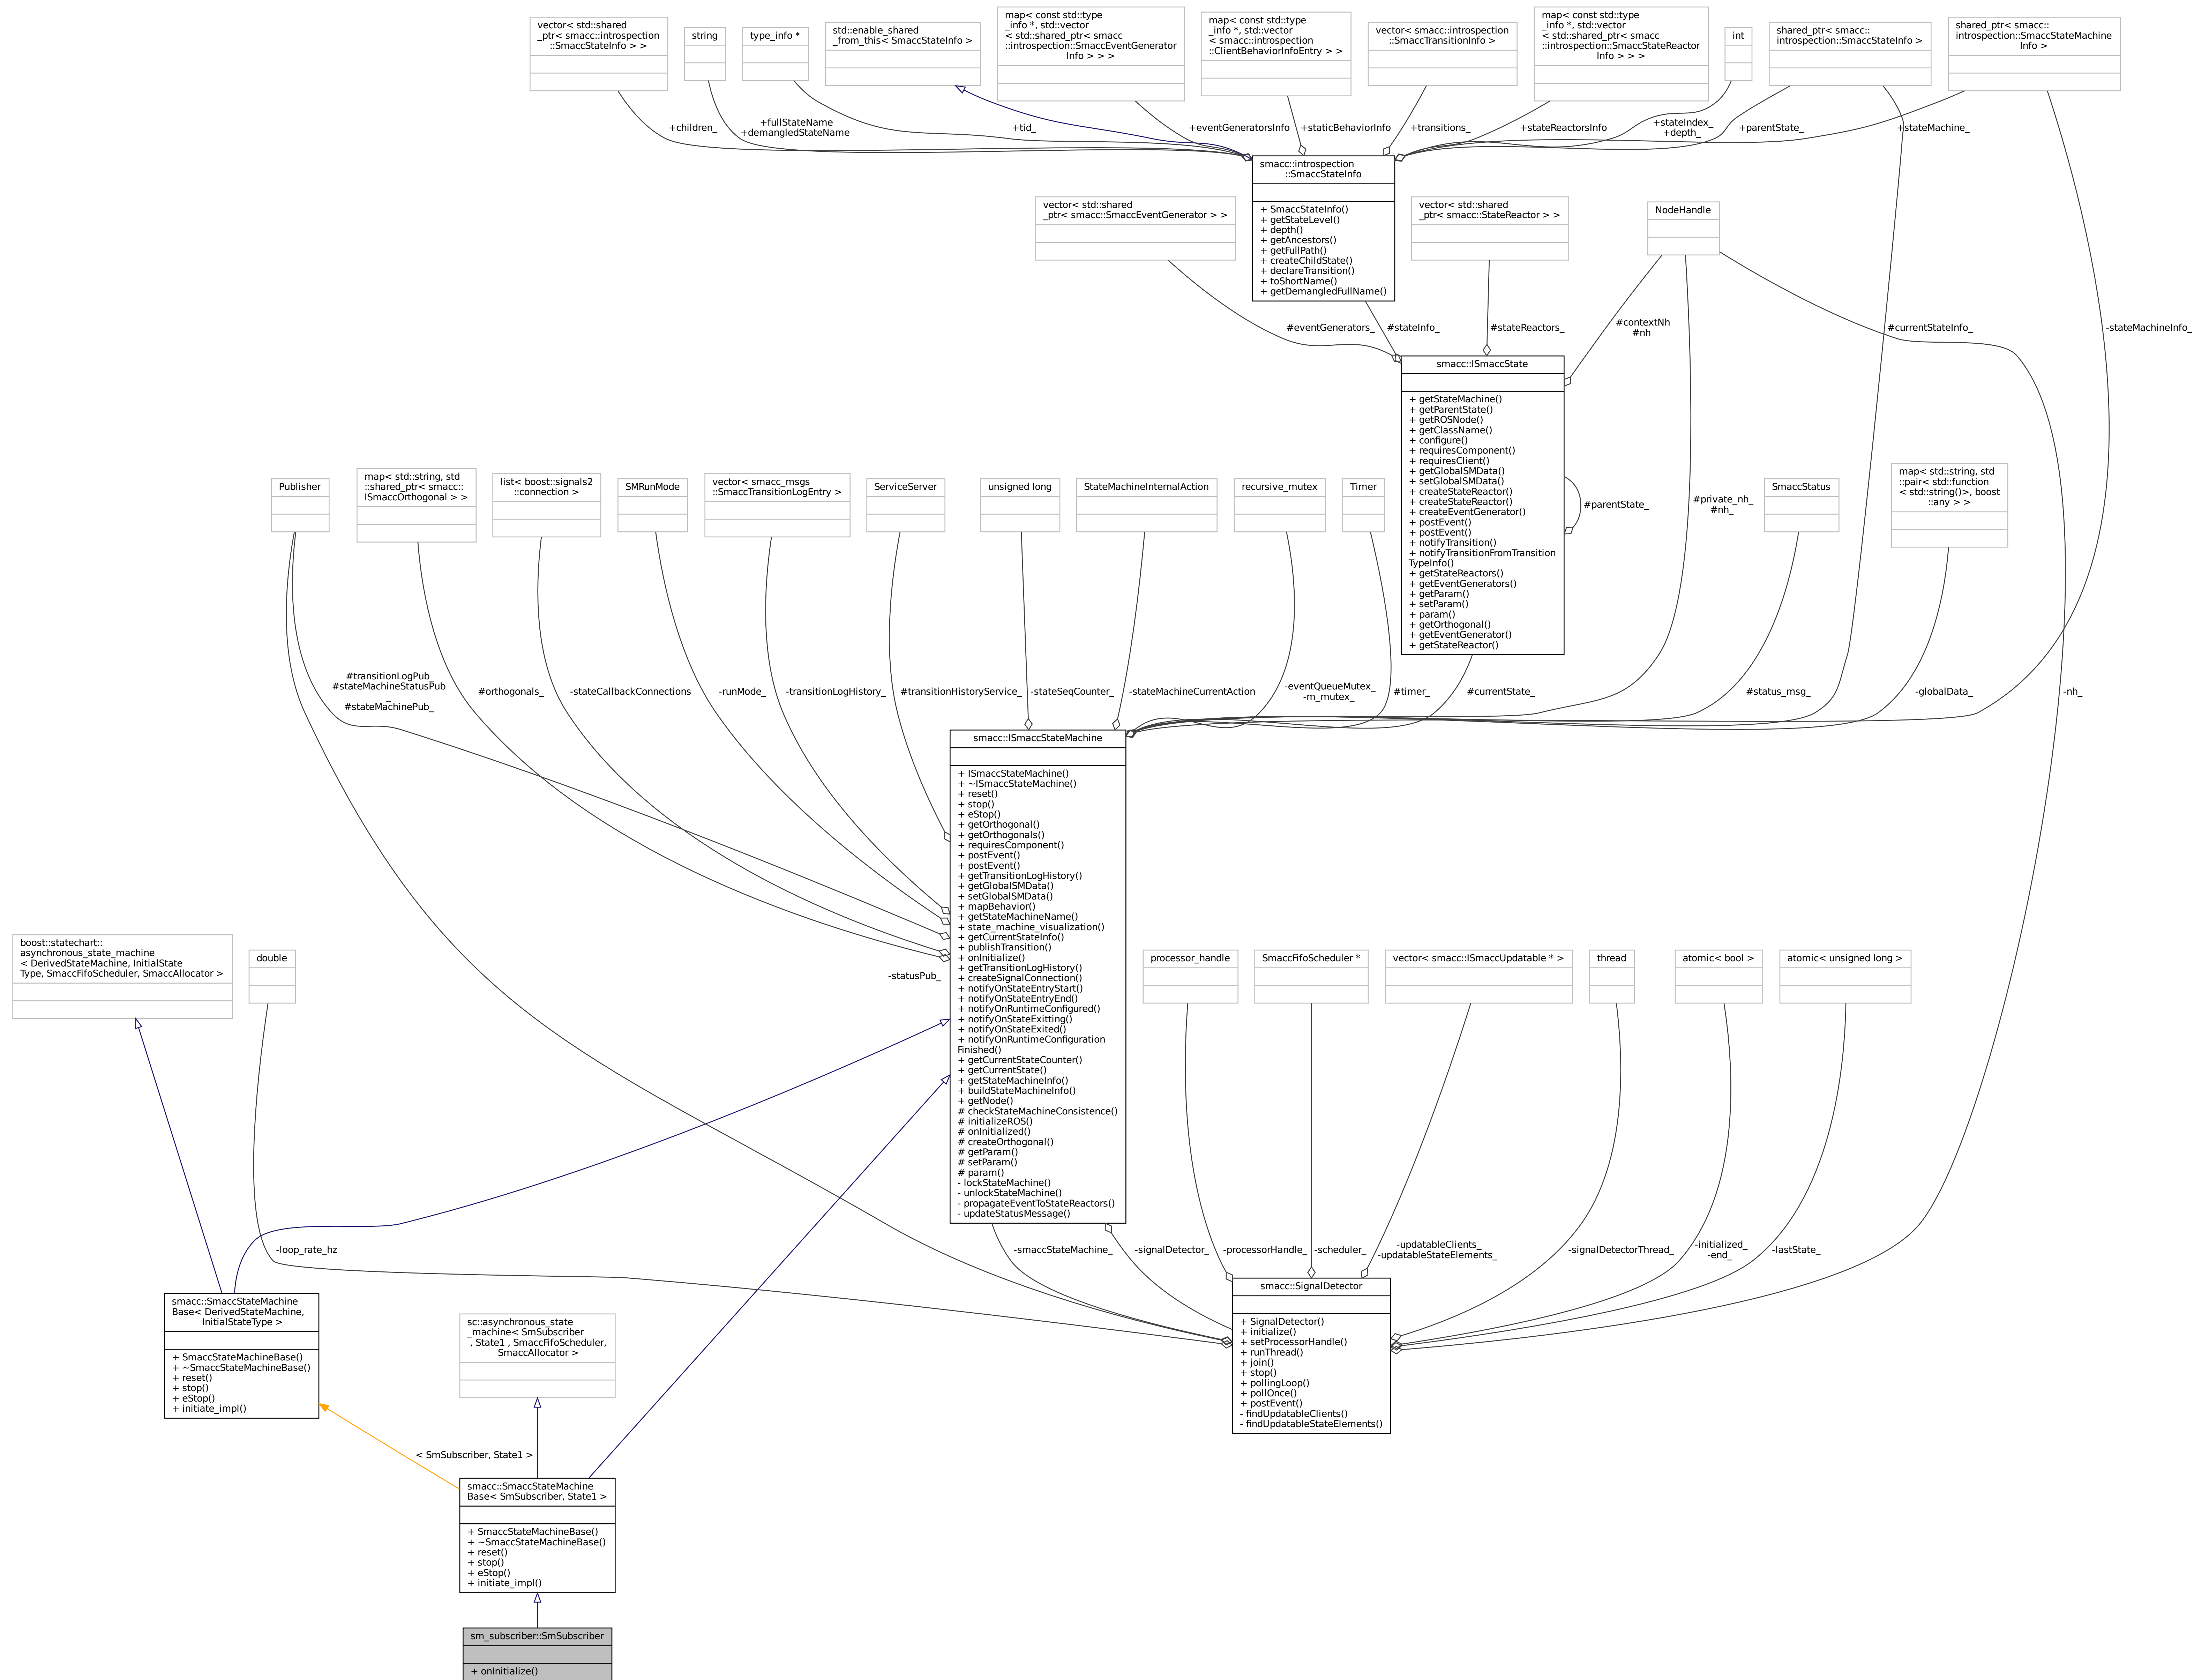 vector< std::shared
_ptr< smacc::introspection
::SmaccStateInfo > >
string
type_info *
std::enable_shared
_from_this< SmaccStateInfo >
map< const std::type
_info *, std::vector
< std::shared_ptr< smacc
::introspection::SmaccEventGenerator
Info > > >
map< const std::type
_info *, std::vector
< smacc::introspection
::ClientBehaviorInfoEntry > >
vector< smacc::introspection
::SmaccTransitionInfo >
map< const std::type
_info *, std::vector
< std::shared_ptr< smacc
::introspection::SmaccStateReactor
Info > > >
int
shared_ptr< smacc::
introspection::SmaccStateInfo >
shared_ptr< smacc::
introspection::SmaccStateMachine
Info >
+children_
+fullStateName
+demangledStateName
+tid_
+eventGeneratorsInfo
+staticBehaviorInfo
+transitions_
+stateReactorsInfo
+stateIndex_
+depth_
+parentState_
+stateMachine_
smacc::introspection
::SmaccStateInfo
+ SmaccStateInfo()
+ getStateLevel()
+ depth()
+ getAncestors()
+ getFullPath()
+ createChildState()
+ declareTransition()
+ toShortName()
+ getDemangledFullName()
vector< std::shared
_ptr< smacc::SmaccEventGenerator > >
vector< std::shared
_ptr< smacc::StateReactor > >
NodeHandle
#eventGenerators_
#stateInfo_
#stateReactors_
#contextNh
#nh
#currentStateInfo_
-stateMachineInfo_
smacc::ISmaccState
+ getStateMachine()
+ getParentState()
+ getROSNode()
+ getClassName()
+ configure()
+ requiresComponent()
+ requiresClient()
+ getGlobalSMData()
+ setGlobalSMData()
+ createStateReactor()
+ createStateReactor()
+ createEventGenerator()
+ postEvent()
+ postEvent()
+ notifyTransition()
+ notifyTransitionFromTransition
TypeInfo()
+ getStateReactors()
+ getEventGenerators()
+ getParam()
+ setParam()
+ param()
+ getOrthogonal()
+ getEventGenerator()
+ getStateReactor()
#parentState_
#private_nh_
#nh_
Publisher
map< std::string, std
::shared_ptr< smacc::
ISmaccOrthogonal > >
list< boost::signals2
::connection >
SMRunMode
vector< smacc_msgs
::SmaccTransitionLogEntry >
ServiceServer
unsigned long
StateMachineInternalAction
recursive_mutex
Timer
SmaccStatus
map< std::string, std
::pair< std::function
< std::string()>, boost
::any > >
#transitionLogPub_
#stateMachineStatusPub
_
#stateMachinePub_
#orthogonals_
-stateCallbackConnections
-runMode_
-transitionLogHistory_
#transitionHistoryService_
-stateSeqCounter_
-stateMachineCurrentAction
-eventQueueMutex_
-m_mutex_
#timer_
#currentState_
#status_msg_
-globalData_
-nh_
smacc::ISmaccStateMachine
+ ISmaccStateMachine()
+ ~ISmaccStateMachine()
+ reset()
+ stop()
+ eStop()
+ getOrthogonal()
+ getOrthogonals()
+ requiresComponent()
+ postEvent()
+ postEvent()
+ getTransitionLogHistory()
+ getGlobalSMData()
+ setGlobalSMData()
+ mapBehavior()
+ getStateMachineName()
+ state_machine_visualization()
+ getCurrentStateInfo()
+ publishTransition()
+ onInitialize()
+ getTransitionLogHistory()
+ createSignalConnection()
+ notifyOnStateEntryStart()
+ notifyOnStateEntryEnd()
+ notifyOnRuntimeConfigured()
+ notifyOnStateExitting()
+ notifyOnStateExited()
+ notifyOnRuntimeConfiguration
Finished()
+ getCurrentStateCounter()
+ getCurrentState()
+ getStateMachineInfo()
+ buildStateMachineInfo()
+ getNode()
# checkStateMachineConsistence()
# initializeROS()
# onInitialized()
# createOrthogonal()
# getParam()
# setParam()
# param()
- lockStateMachine()
- unlockStateMachine()
- propagateEventToStateReactors()
- updateStatusMessage()
boost::statechart::
asynchronous_state_machine
< DerivedStateMachine, InitialState
Type, SmaccFifoScheduler, SmaccAllocator >
double
-statusPub_
processor_handle
SmaccFifoScheduler *
vector< smacc::ISmaccUpdatable * >
thread
atomic< bool >
atomic< unsigned long >
-loop_rate_hz
-smaccStateMachine_
-signalDetector_
-processorHandle_
-scheduler_
-updatableClients_
-updatableStateElements_
-signalDetectorThread_
-initialized_
-end_
-lastState_
smacc::SignalDetector
+ SignalDetector()
+ initialize()
+ setProcessorHandle()
+ runThread()
+ join()
+ stop()
+ pollingLoop()
+ pollOnce()
+ postEvent()
- findUpdatableClients()
- findUpdatableStateElements()
smacc::SmaccStateMachine
Base< DerivedStateMachine,
InitialStateType >
+ SmaccStateMachineBase()
+ ~SmaccStateMachineBase()
+ reset()
+ stop()
+ eStop()
+ initiate_impl()
sc::asynchronous_state
_machine< SmSubscriber
, State1 , SmaccFifoScheduler,
SmaccAllocator >
< SmSubscriber, State1 >
smacc::SmaccStateMachine
Base< SmSubscriber, State1 >
+ SmaccStateMachineBase()
+ ~SmaccStateMachineBase()
+ reset()
+ stop()
+ eStop()
+ initiate_impl()
sm_subscriber::SmSubscriber
+ onInitialize()